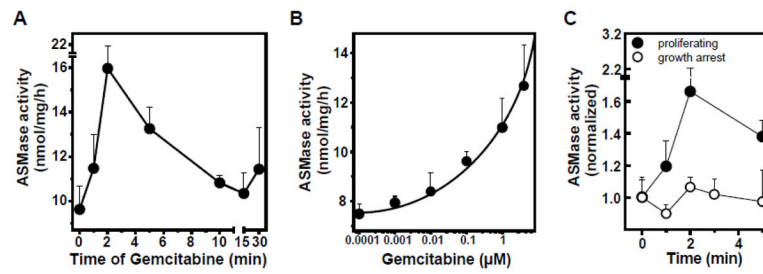 A
ASMase activity
(nmol/mg/h)
22
16
14
12
10
0 2 4 6 8 10 15 30
Time of Gemcitabine (min)
B
ASMase activity
(nmol/mg/h)
14
12
10
8
0.0001 0.001 0.01 0.1 1
Gemcitabine (µM)
C
proliferating
growth arrest
ASMase activity
(normalized)
3.2
2.2
1.6
1.4
1.2
1.0
0 2 4
Time (min)